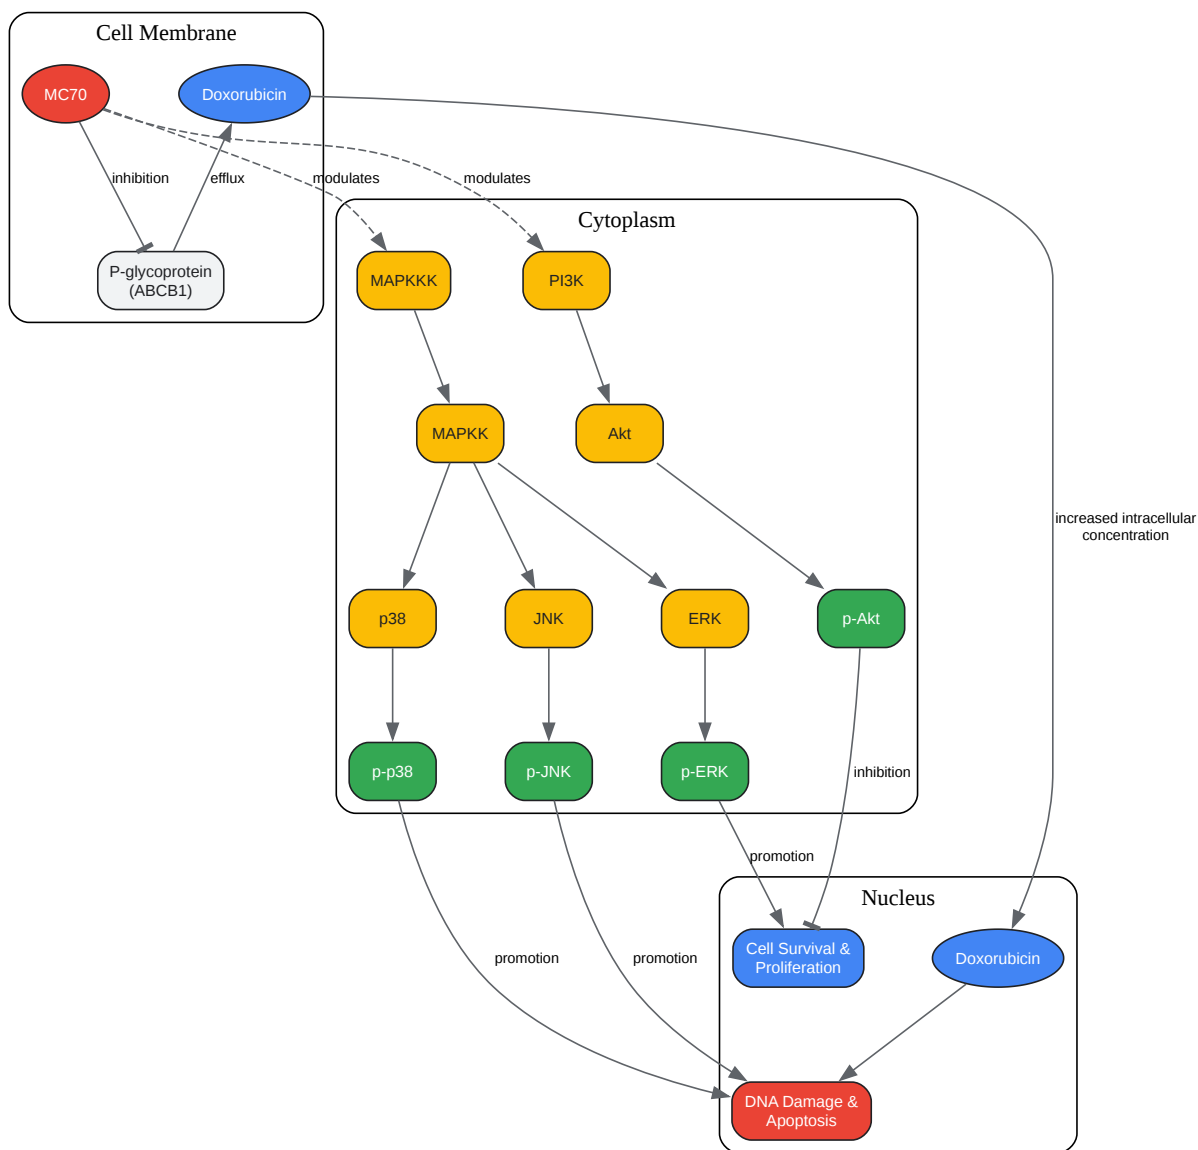 Cell Membrane
MC70
Doxorubicin
inhibition
efflux
modulates
modulates
P-glycoprotein
(ABCB1)
Cytoplasm
MAPKKK
PI3K
MAPKK
Akt
increased intracellular
concentration
p38
JNK
ERK
p-Akt
p-p38
p-JNK
p-ERK
inhibition
promotion
Nucleus
Cell Survival &
Proliferation
Doxorubicin
promotion
promotion
DNA Damage &
Apoptosis